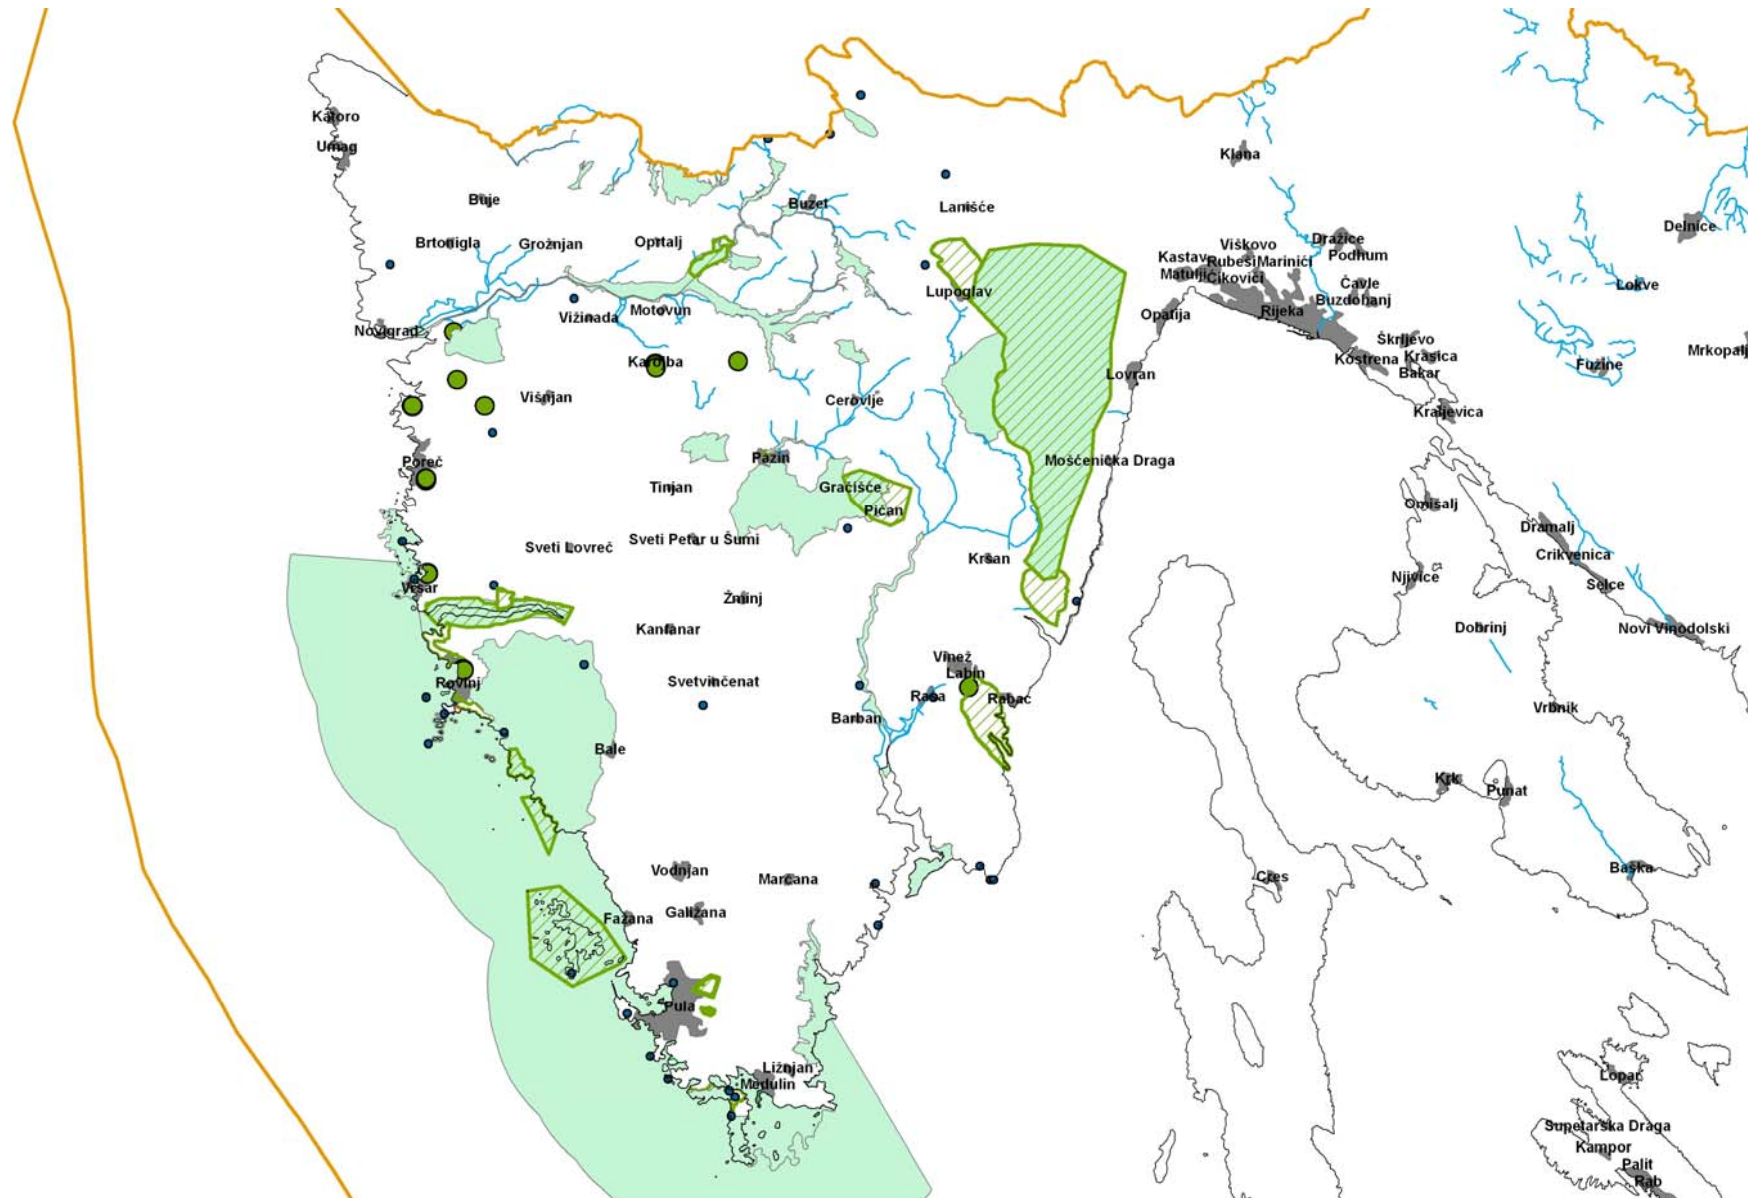 Katoro
Umag
Klana
Buje
Buzet
Lanišće
Delnice
Brtonigla
Grožnjan
Oprtalj
Viškovo
Dražice
Kastav
Rubeši
Marinići
Podhum
Matulji
Čikovići
Čavle
Lokve
Lupoglav
Buzdohanj
Novigrad
Vižinada
Motovun
Opatija
Rijeka
Škrljevo
Mrkopalj
Karojba
Kostrena
Krasica
Fužine
Lovran
Bakar
Višnjan
Cerovlje
Kraljevica
Poreč
Pazin
Mošćenička Draga
Tinjan
Gračišće
Pićan
Omišalj
Dramalj
Sveti Lovreč
Sveti Petar u Šumi
Kršan
Crikvenica
Vrsar
Njivice
Selce
Žminj
Kanfanar
Dobrinj
Novi Vinodolski
Vinež
Rovinj
Svetvinčenat
Labin
Raša
Rabac
Barban
Vrbnik
Bale
Krk
Punat
Vodnjan
Marčana
Cres
Baška
Fažana
Galižana
Pula
Ližnjan
Medulin
Lopar
Supetarska Draga
Kampor
Palit
Rab